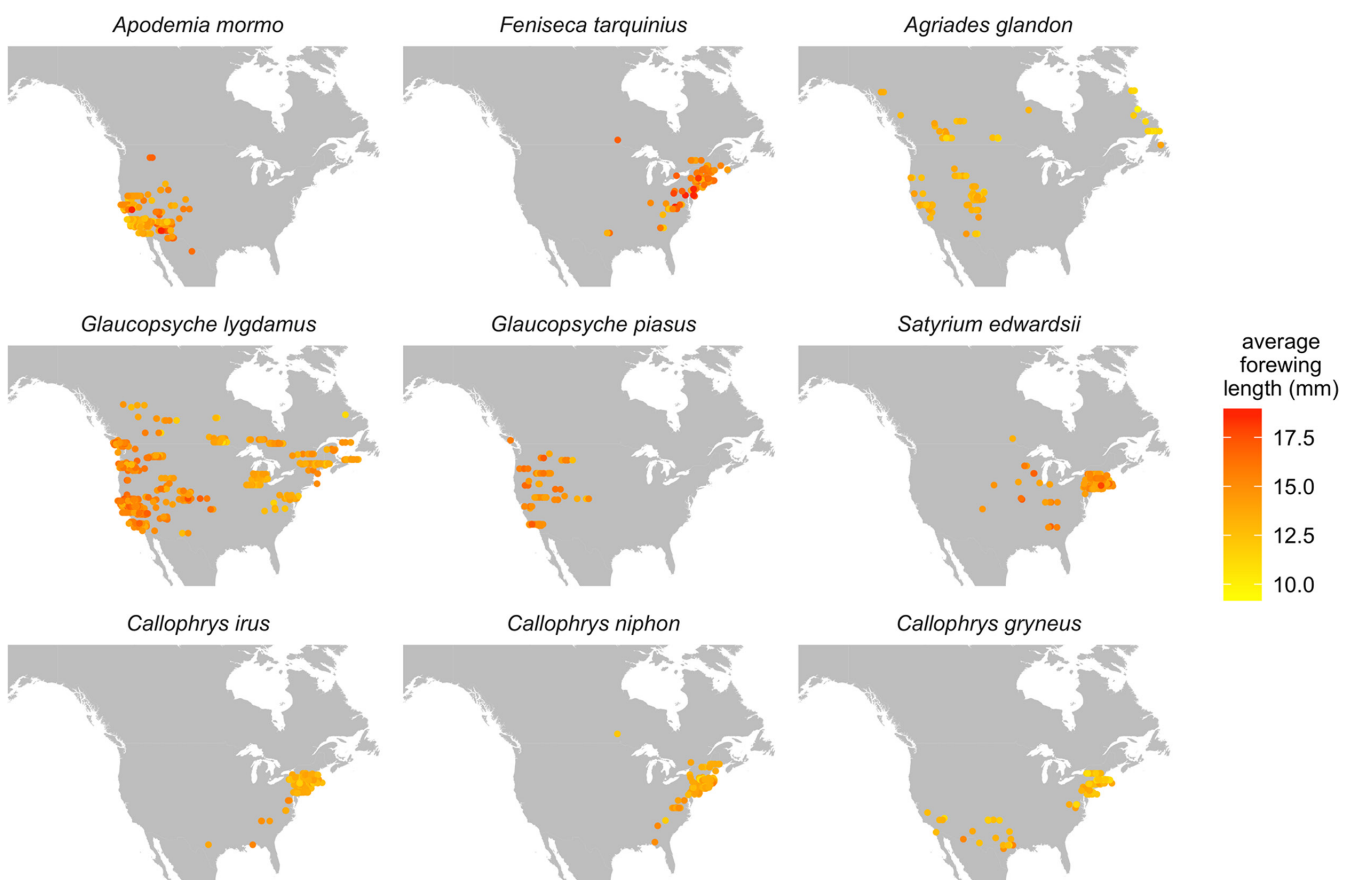 Apodemia mormo
Feniseca tarquinius
Agriades glandon
Glaucopsyche lygdamus
Glaucopsyche piasus
Satyrium edwardsii
average
forewing
length (mm)
17.5
15.0
12.5
10.0
Callophrys irus
Callophrys niphon
Callophrys gryneus